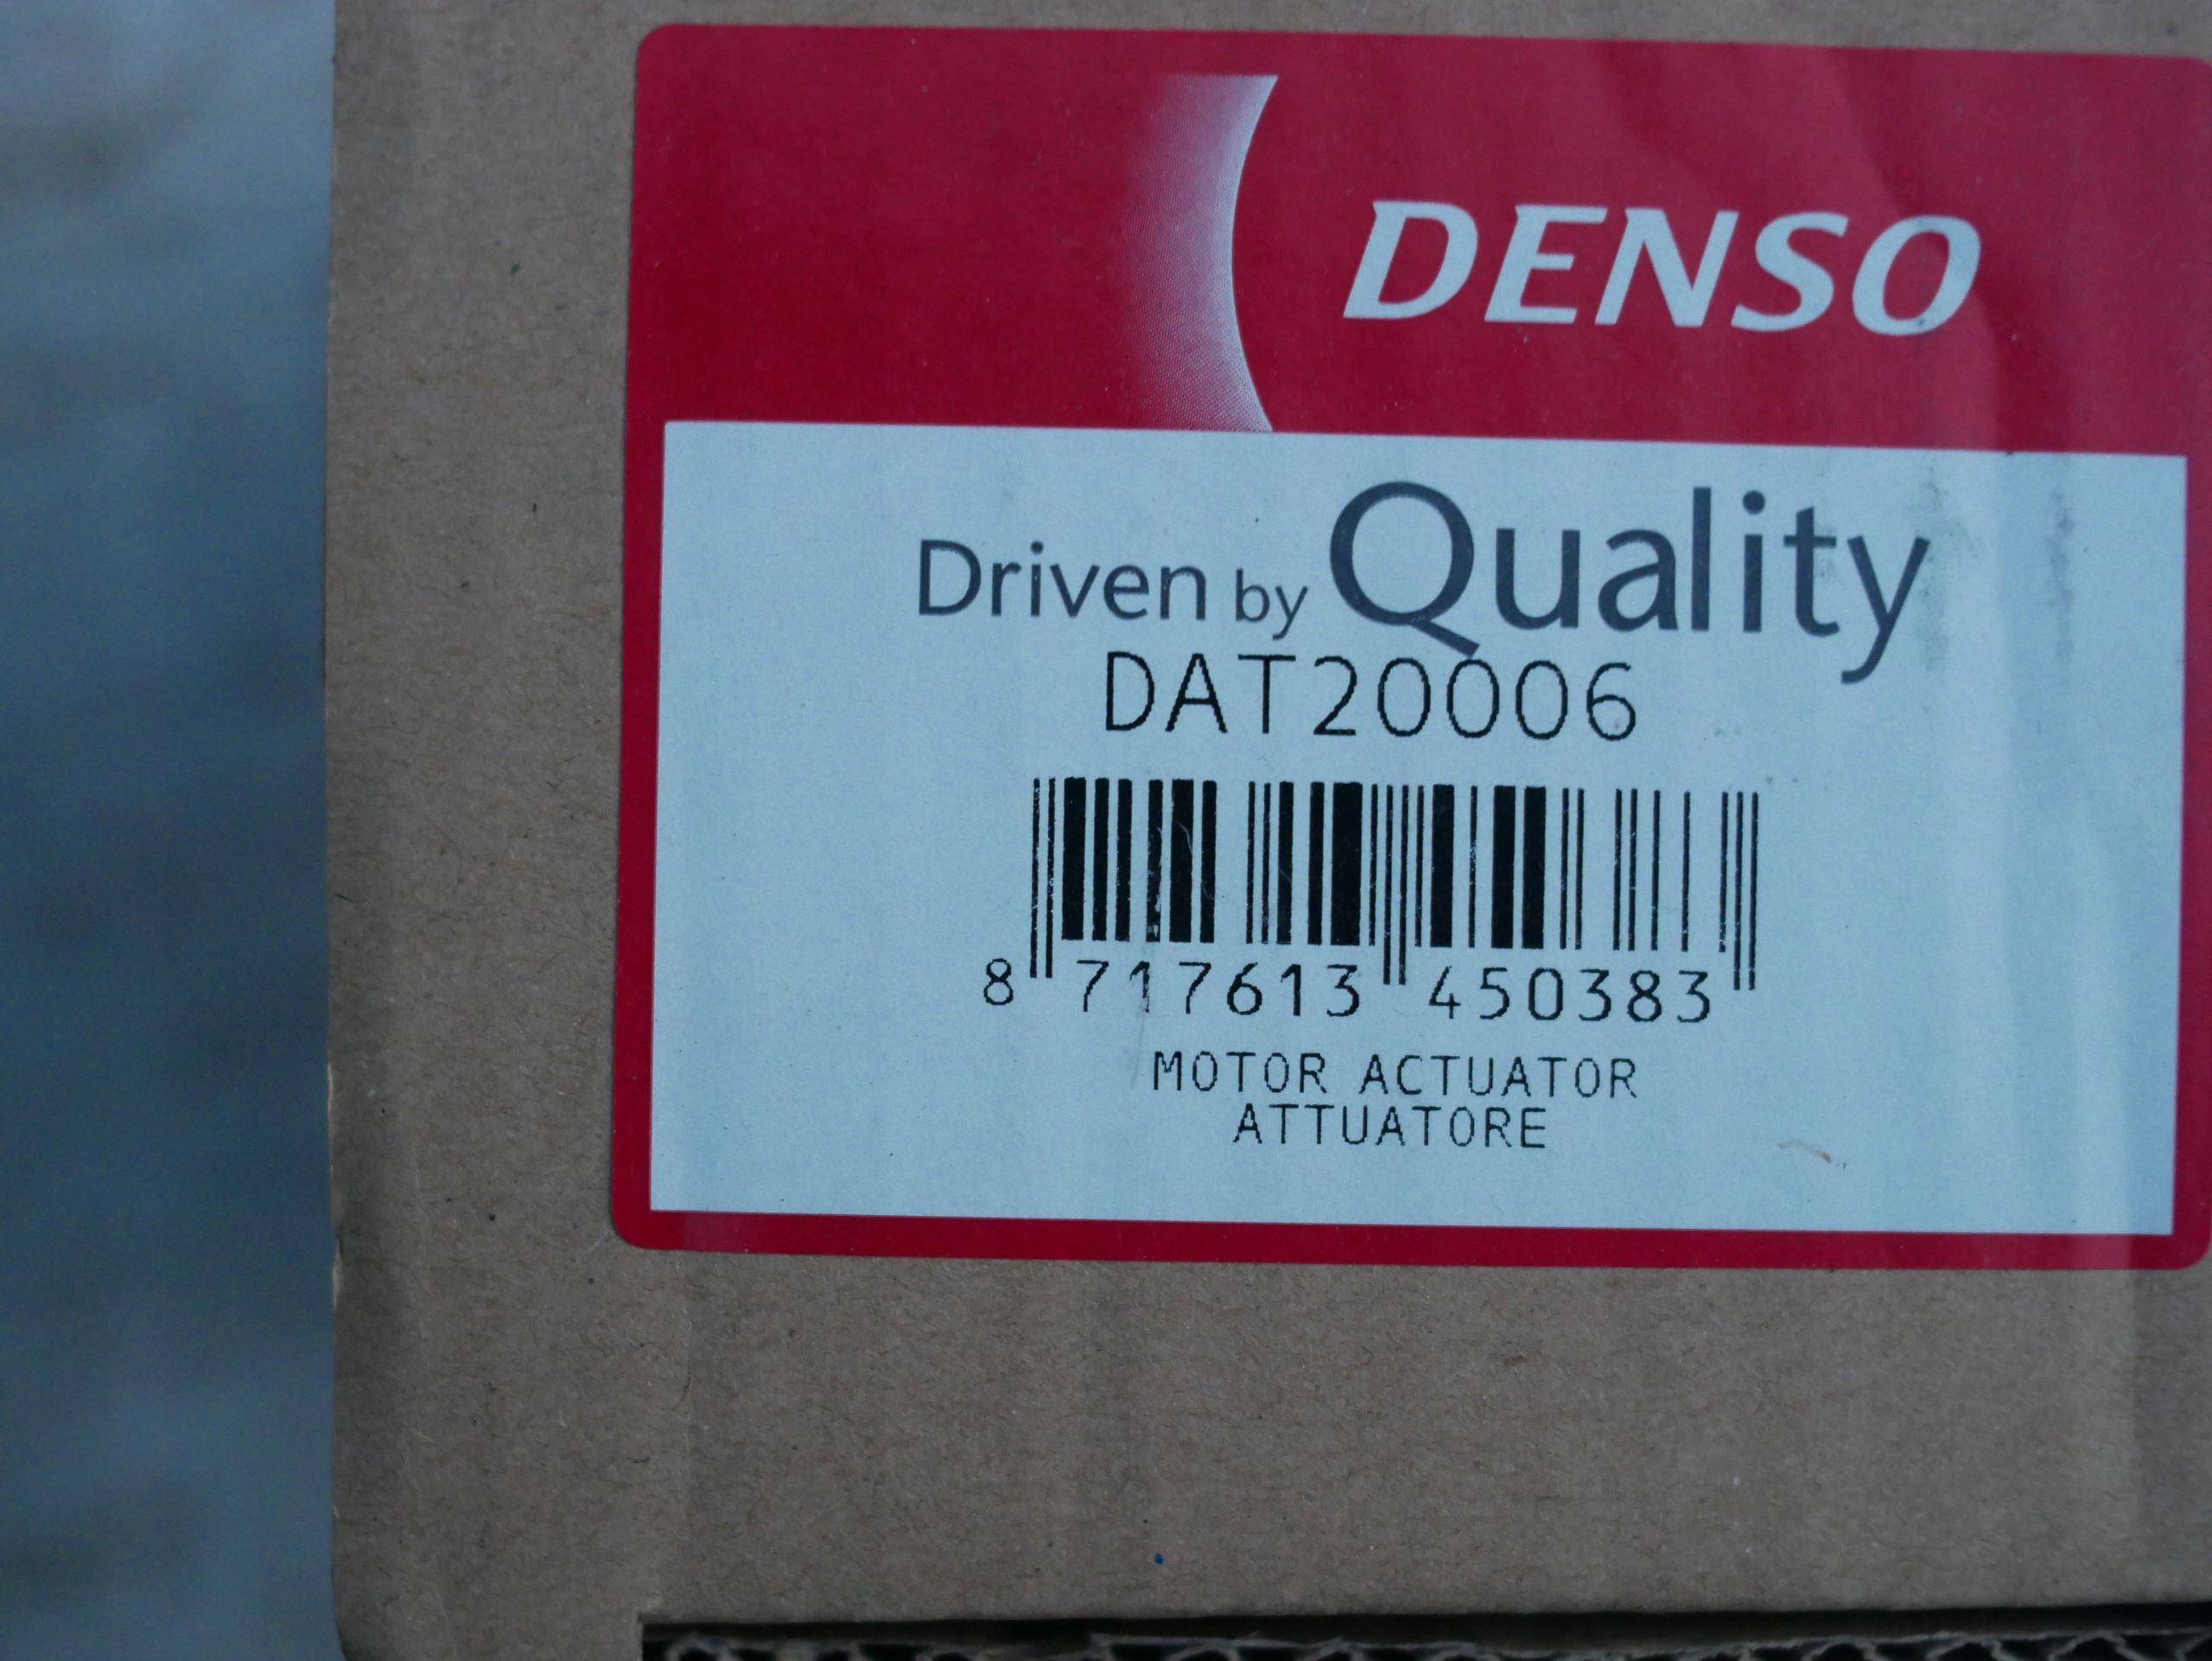 DENSO
Driven by Quality
DAT20006
8 717613 450383
MOTOR ACTUATOR
ATTUATORE